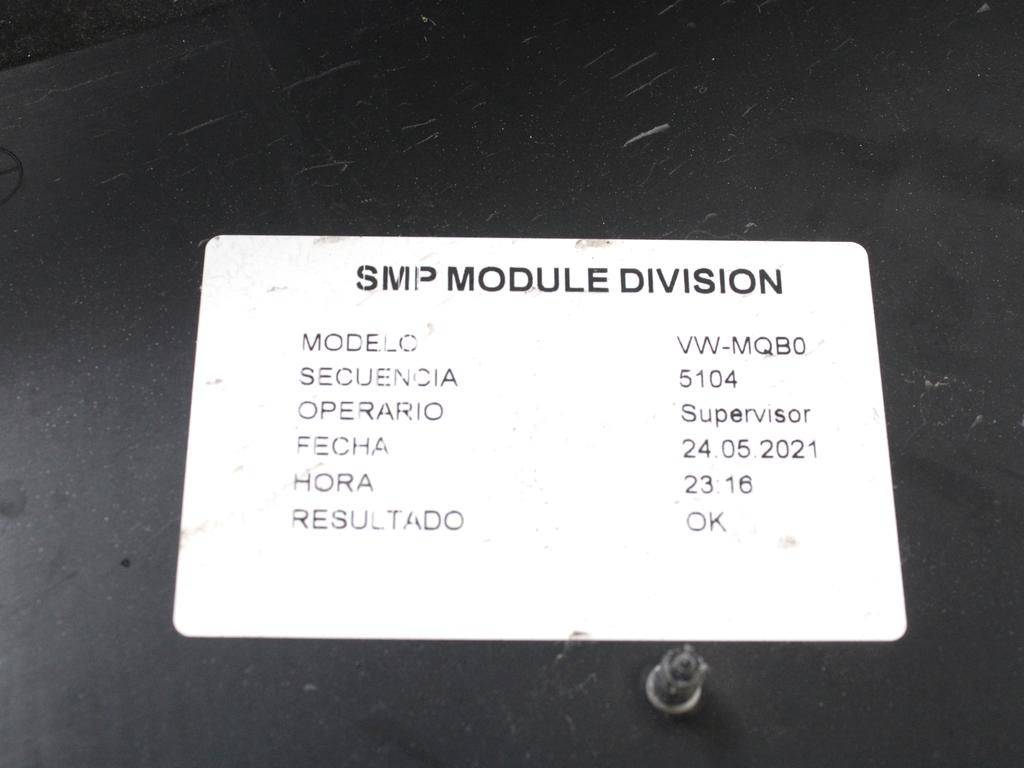 SMP MODULE DIVISION
MODELO VW-MQB0
SECUENCIA 5104
OPERARIO Supervisor
FECHA 24.05.2021
HORA 23:16
RESULTADO OK